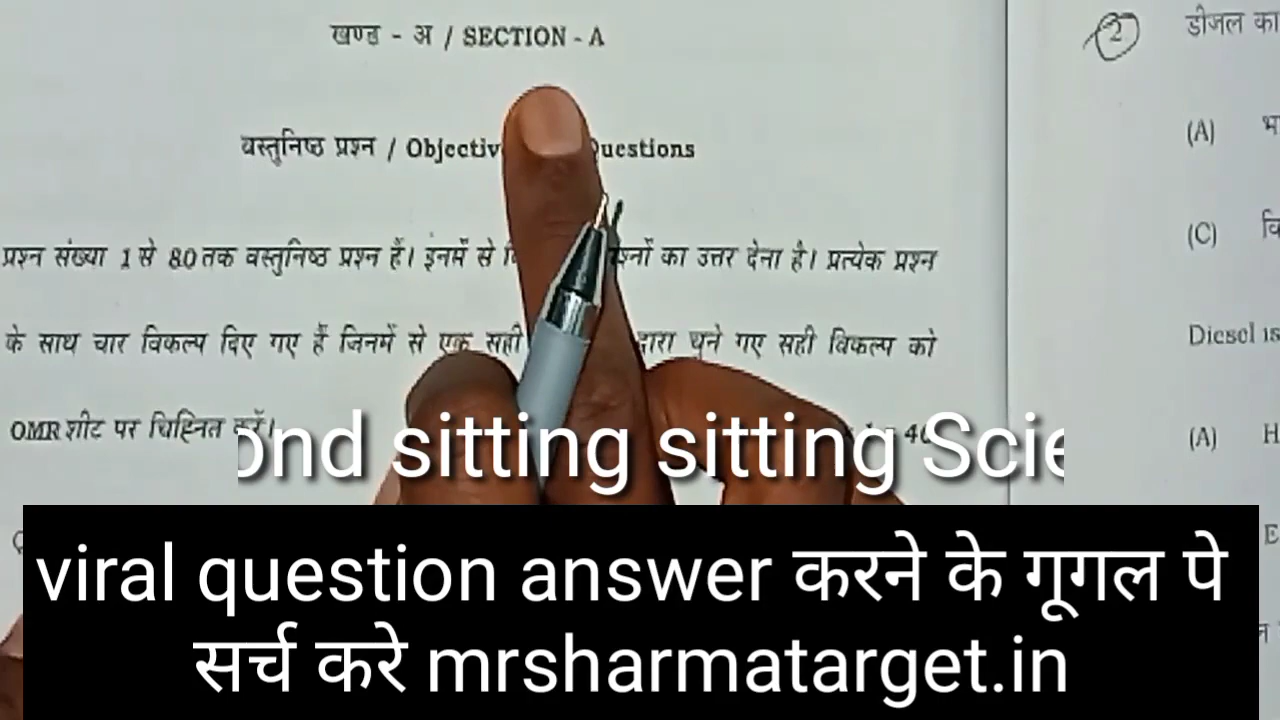 खण्ड - अ / SECTION - A
वस्तुनिष्ठ प्रश्न / Objectiv uestions
प्रश्न संख्या 1 से 80 तक वस्तुनिष्ठ प्रश्न हैं। इनमें से का उत्तर देना है। प्रत्येक प्रश्न
के साथ चार विकल्प दिए गए हैं जिनमें से एक सही द्वारा चुने गए सही विकल्प को
OMR शीट पर चिह्नित करें।
ond sitting sitting Scie
viral question answer करने के गूगल पे
सर्च करे mrsharmatarget.in
2 डीजल का
(A)
(C)
Diesel is
(A) H
E